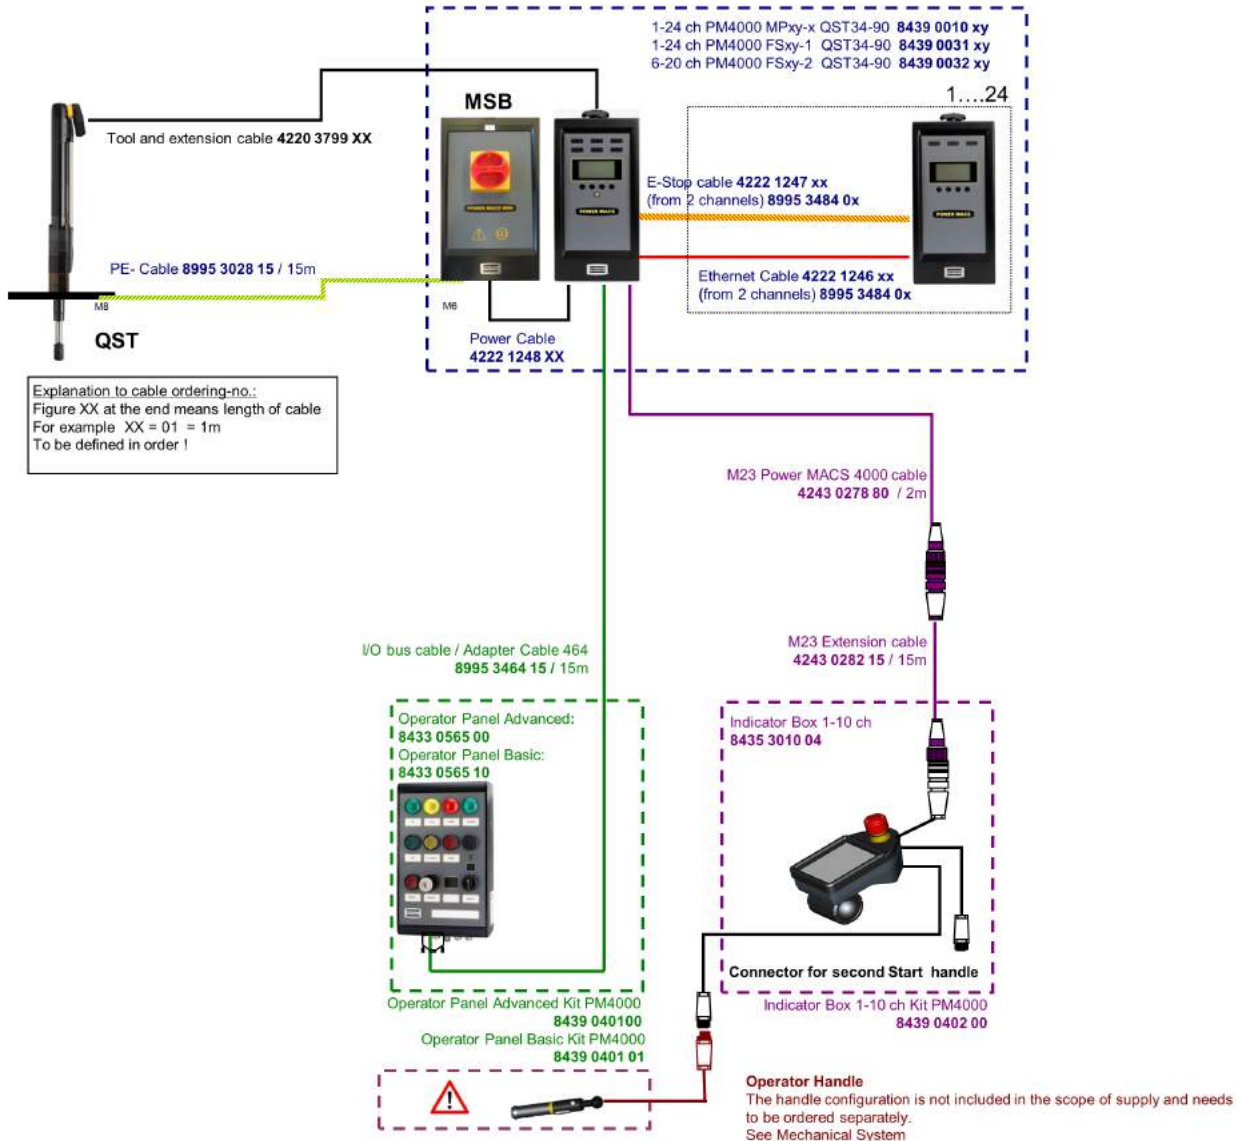 1-24 ch PM4000 MPxy-x QST34-90 8439 0010 xy
1-24 ch PM4000 FSxy-1 QST34-90 8439 0031 xy
6-20 ch PM4000 FSxy-2 QST34-90 8439 0032 xy
1....24
MSB
Tool and extension cable 4220 3799 XX
E-Stop cable 4222 1247 xx
(from 2 channels) 8995 3484 0x
POWER MACS
POWER MACS
PE- Cable 8995 3028 15 / 15m
Ethernet Cable 4222 1246 xx
(from 2 channels) 8995 3484 0x
M8
M6
QST
Power Cable
4222 1248 XX
Explanation to cable ordering-no.:
Figure XX at the end means length of cable
For example XX = 01 = 1m
To be defined in order !
M23 Power MACS 4000 cable
4243 0278 80 / 2m
I/O bus cable / Adapter Cable 464
8995 3464 15 / 15m
M23 Extension cable
4243 0282 15 / 15m
Operator Panel Advanced:
8433 0565 00
Operator Panel Basic:
8433 0565 10
Indicator Box 1-10 ch
8435 3010 04
Connector for second Start handle
Operator Panel Advanced Kit PM4000
8439 040100
Operator Panel Basic Kit PM4000
8439 0401 01
Indicator Box 1-10 ch Kit PM4000
8439 0402 00
Operator Handle
The handle configuration is not included in the scope of supply and needs
to be ordered separately.
See Mechanical System